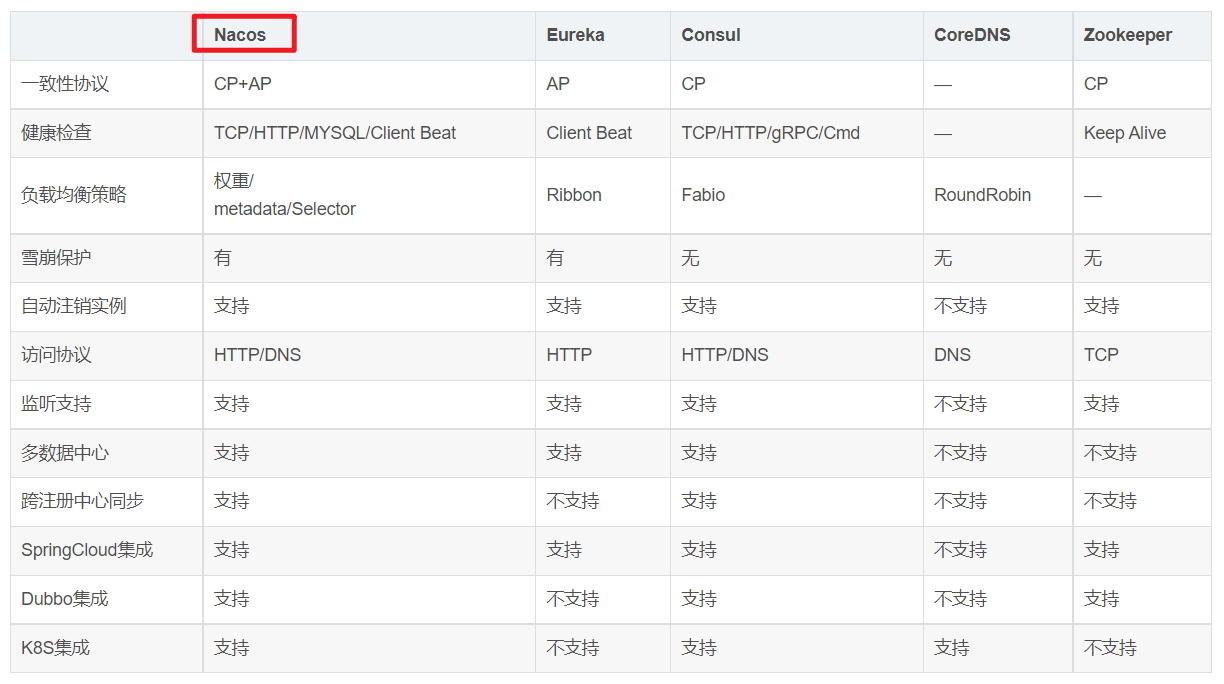 Nacos Eureka Consul CoreDNS Zookeeper
一致性协议 CP+AP AP CP — CP
健康检查 TCP/HTTP/MYSQL/Client Beat Client Beat TCP/HTTP/gRPC/Cmd — Keep Alive
负载均衡策略 权重/
metadata/Selector Ribbon Fabio RoundRobin —
雪崩保护 有 有 无 无 无
自动注销实例 支持 支持 支持 不支持 支持
访问协议 HTTP/DNS HTTP HTTP/DNS DNS TCP
监听支持 支持 支持 支持 不支持 支持
多数据中心 支持 支持 支持 不支持 不支持
跨注册中心同步 支持 不支持 支持 不支持 不支持
SpringCloud集成 支持 支持 支持 不支持 支持
Dubbo集成 支持 不支持 支持 不支持 支持
K8S集成 支持 不支持 支持 支持 不支持